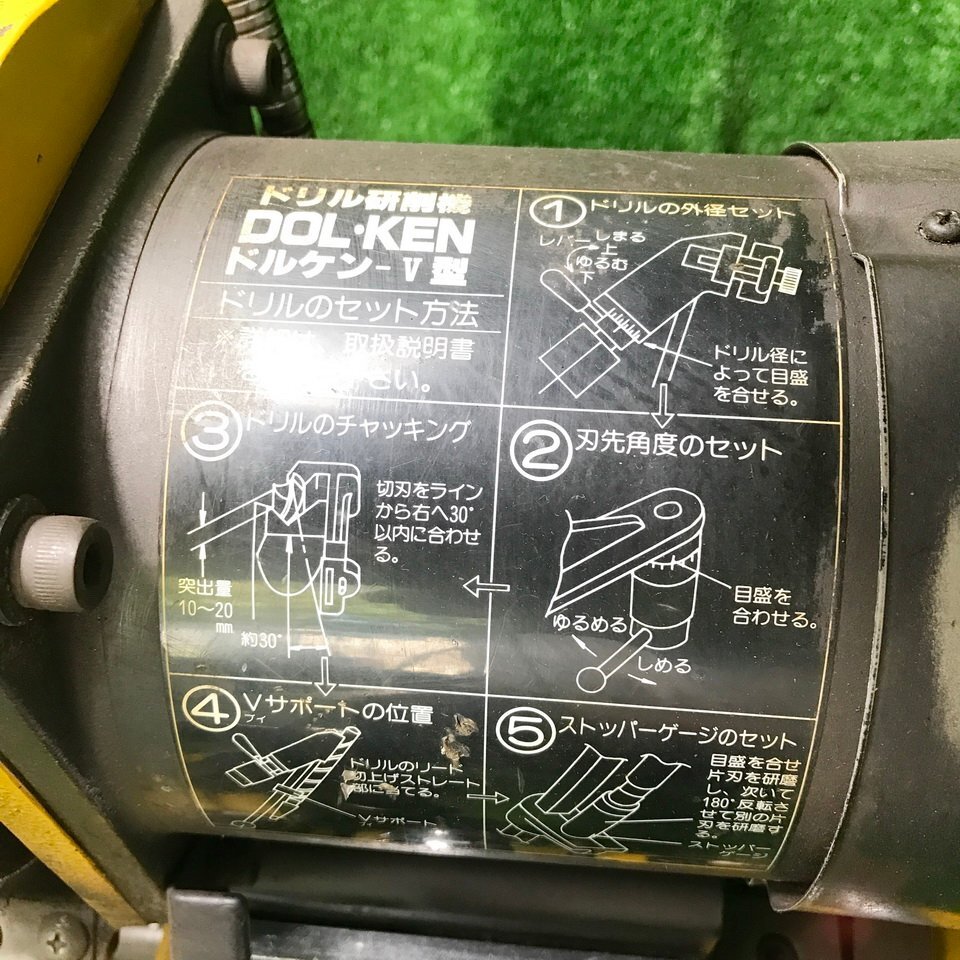 ドリル研削機
DOL・KEN
ドルケン-V型
ドリルのセット方法
取扱説明書
さい。
① ドリルの外径セット
レバー しまる
上
ゆるむ
下
ドリル径に
よって目盛
を合せる。
② 刃先角度のセット
目盛を
合わせる。
ゆるめる
しめる
③ ドリルのチャッキング
切刃をライン
から右へ30°
以内に合わせ
る。
突出量
10〜20
mm
約30°
④ Vサポートの位置
ブイ
ドリルのリード
切上げストレート
部に当てる。
Vサポート
⑤ ストッパーゲージのセット
目盛を合せ
片刃を研磨
し、次いて
180°反転さ
せて別の片
刃を研磨す
る。
ストッパー
ゲージ